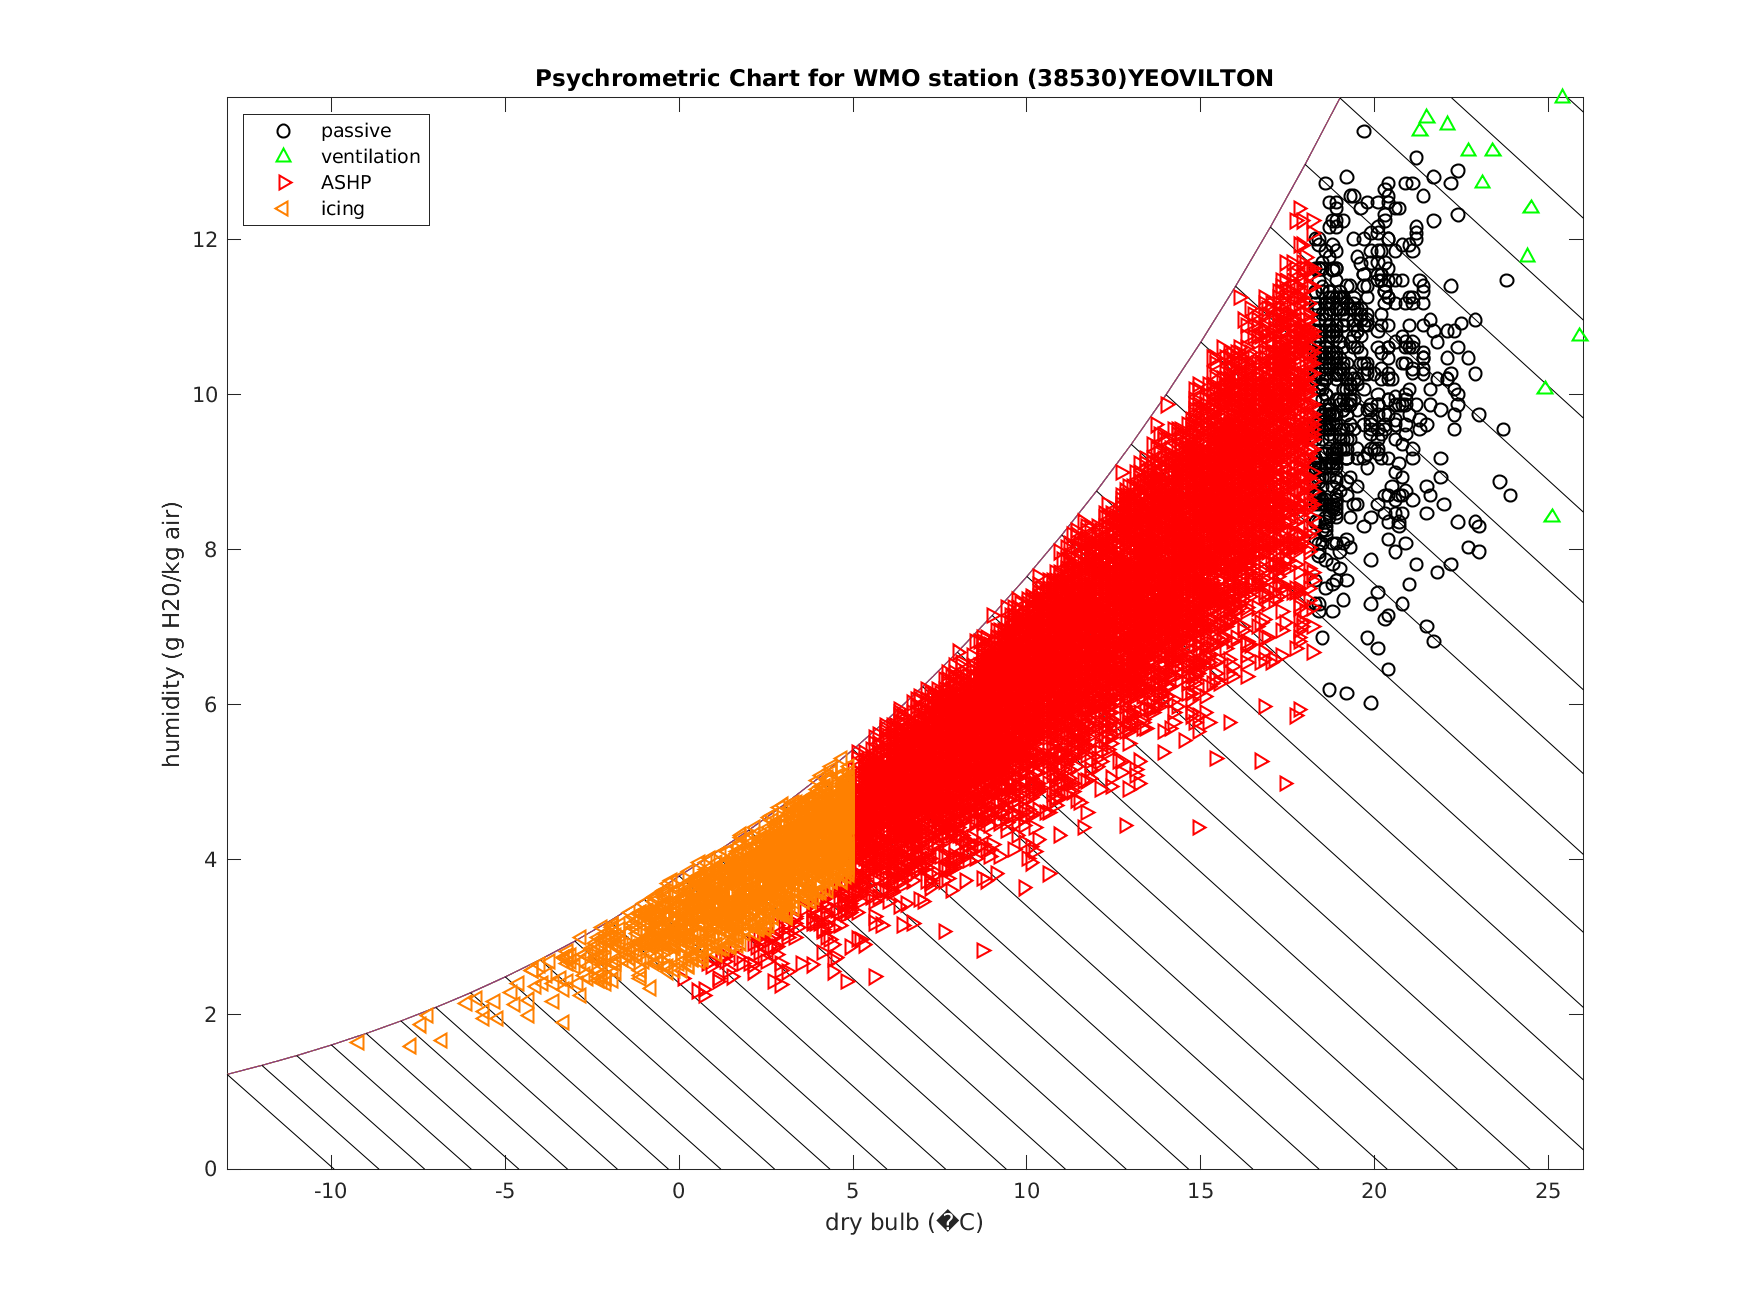 Psychrometric Chart for WMO station (38530)YEOVILTON
passive
ventilation
ASHP
icing
12
10
8
6
4
2
0
humidity (g H20/kg air)
-10 -5 0 5 10 15 20 25
dry bulb (�C)